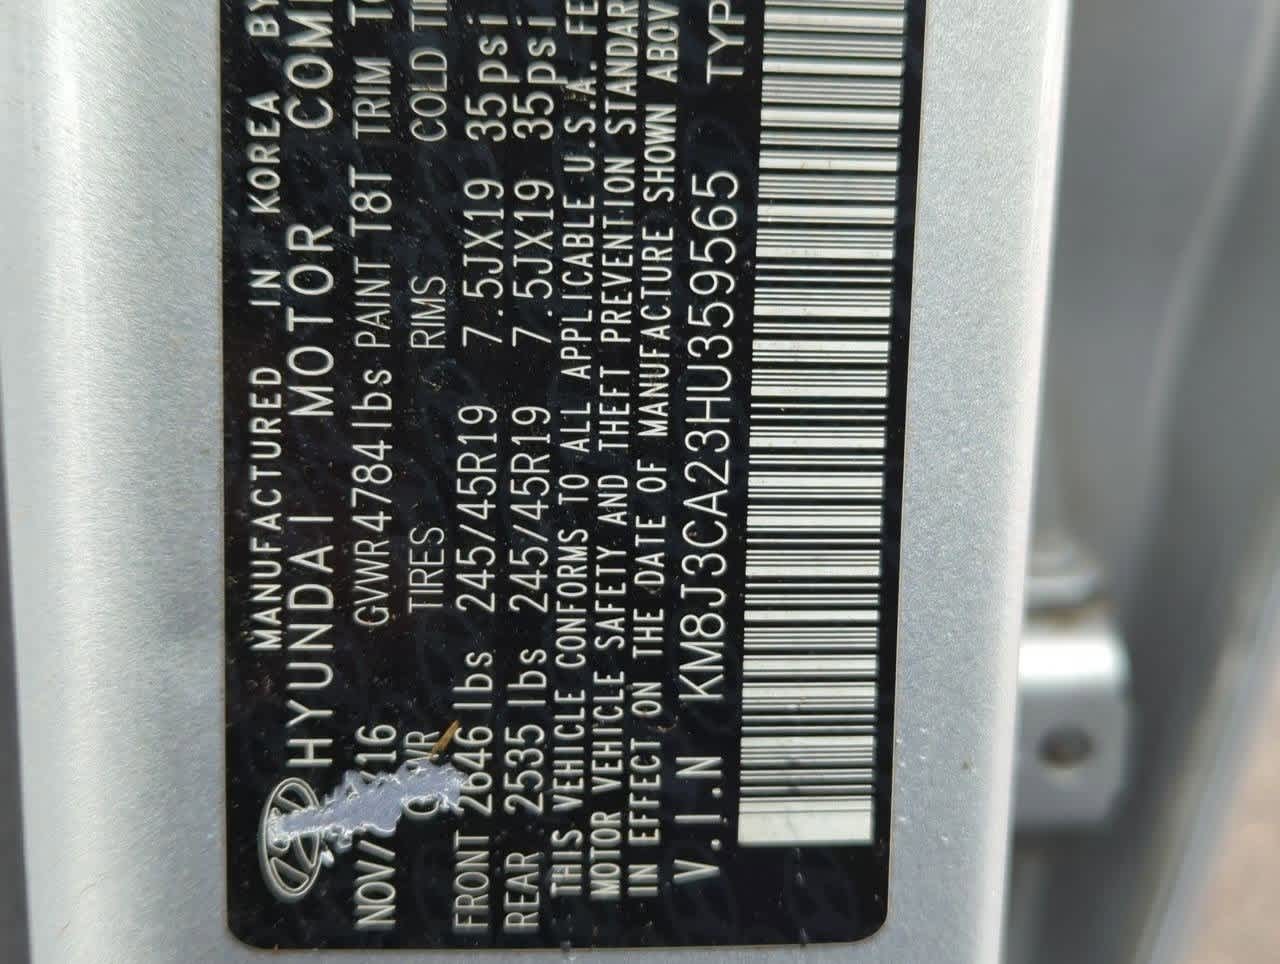 MANUFACTURED IN KOREA BY
HYUNDAI MOTOR
NOV/ 16 GVWR 4784 lbs PAINT T8T TRIM
TIRES RIMS COLD
FRONT 2646 lbs 245/45R19 7.5JX19 35psi
REAR 2535 lbs 245/45R19 7.5JX19 35psi
THIS VEHICLE CONFORMS TO ALL APPLICABLE U.S.A.
MOTOR VEHICLE SAFETY AND THEFT PREVENTION STANDAR
IN EFFECT ON THE DATE OF MANUFACTURE SHOWN ABOV
V.I.N KM8J3CA23HU359565 TYP